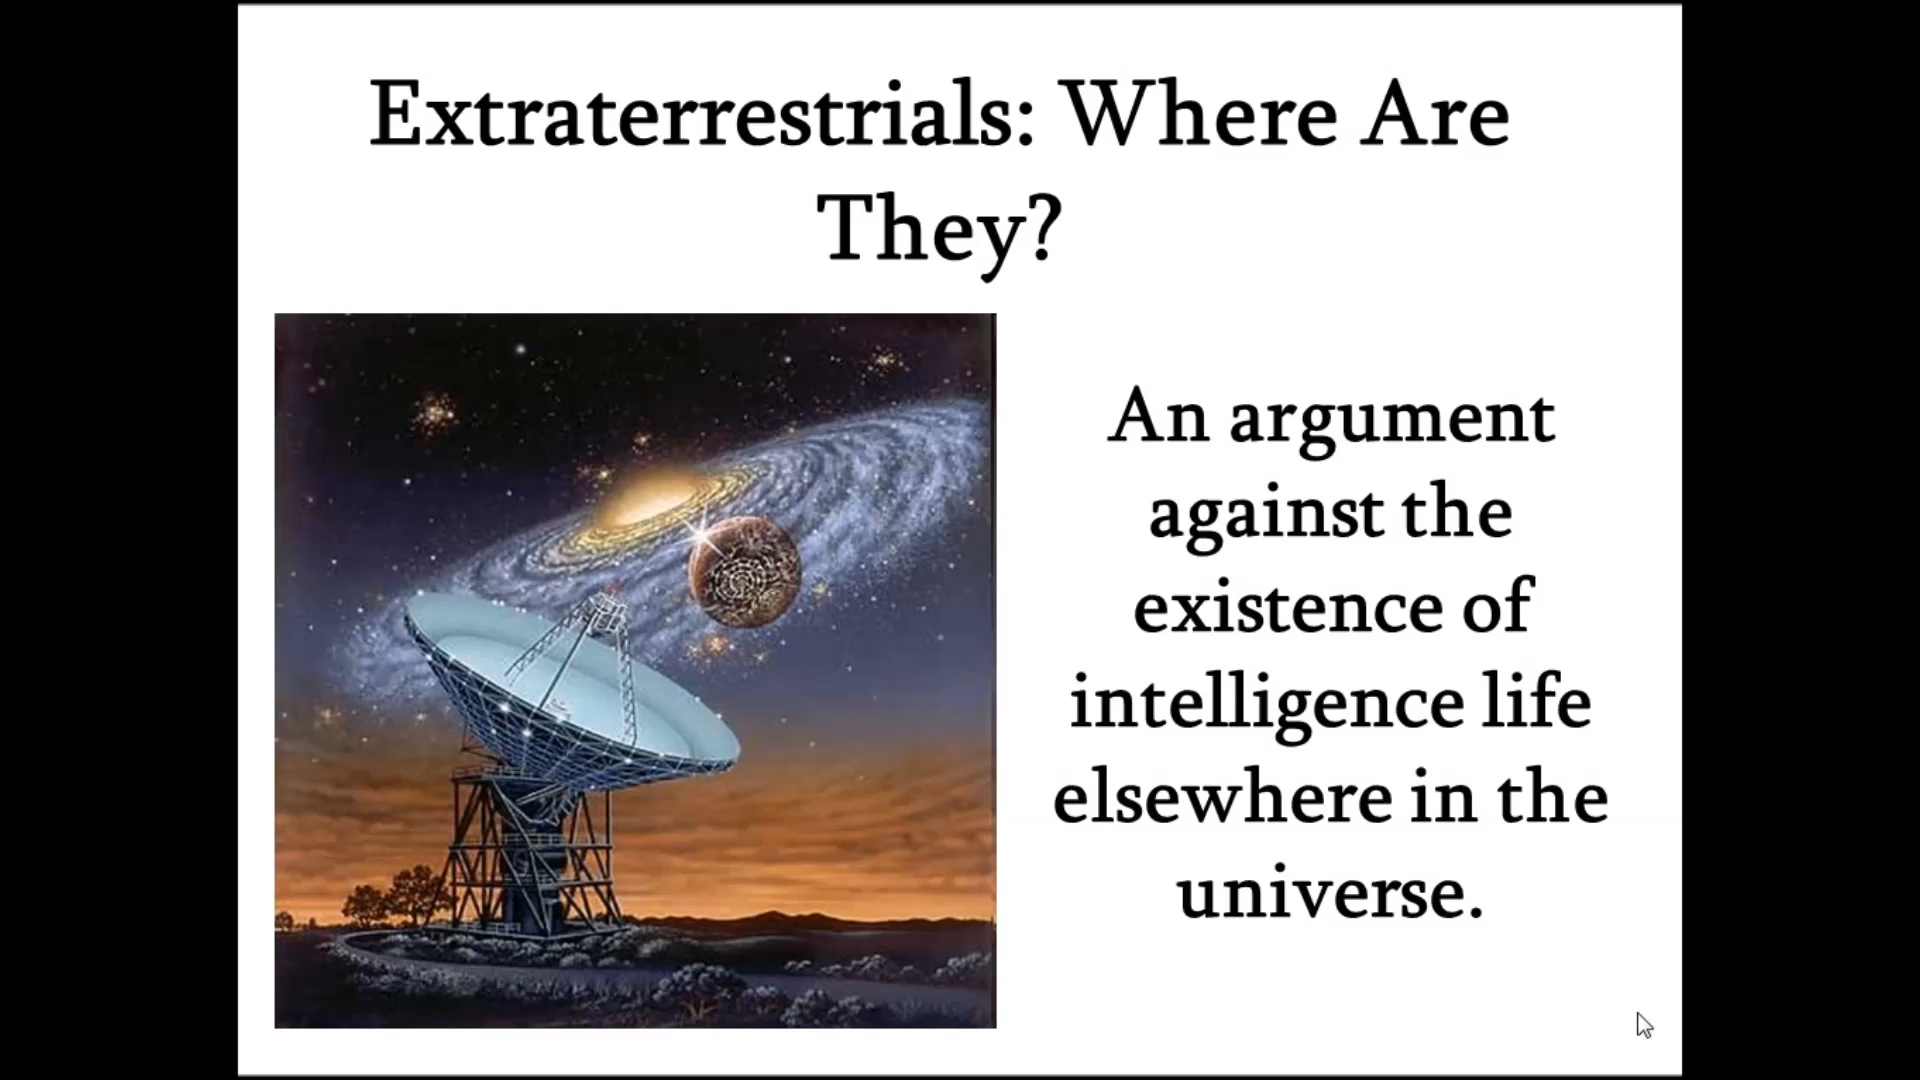 Extraterrestrials: Where Are
They?
An argument
against the
existence of
intelligence life
elsewhere in the
universe.